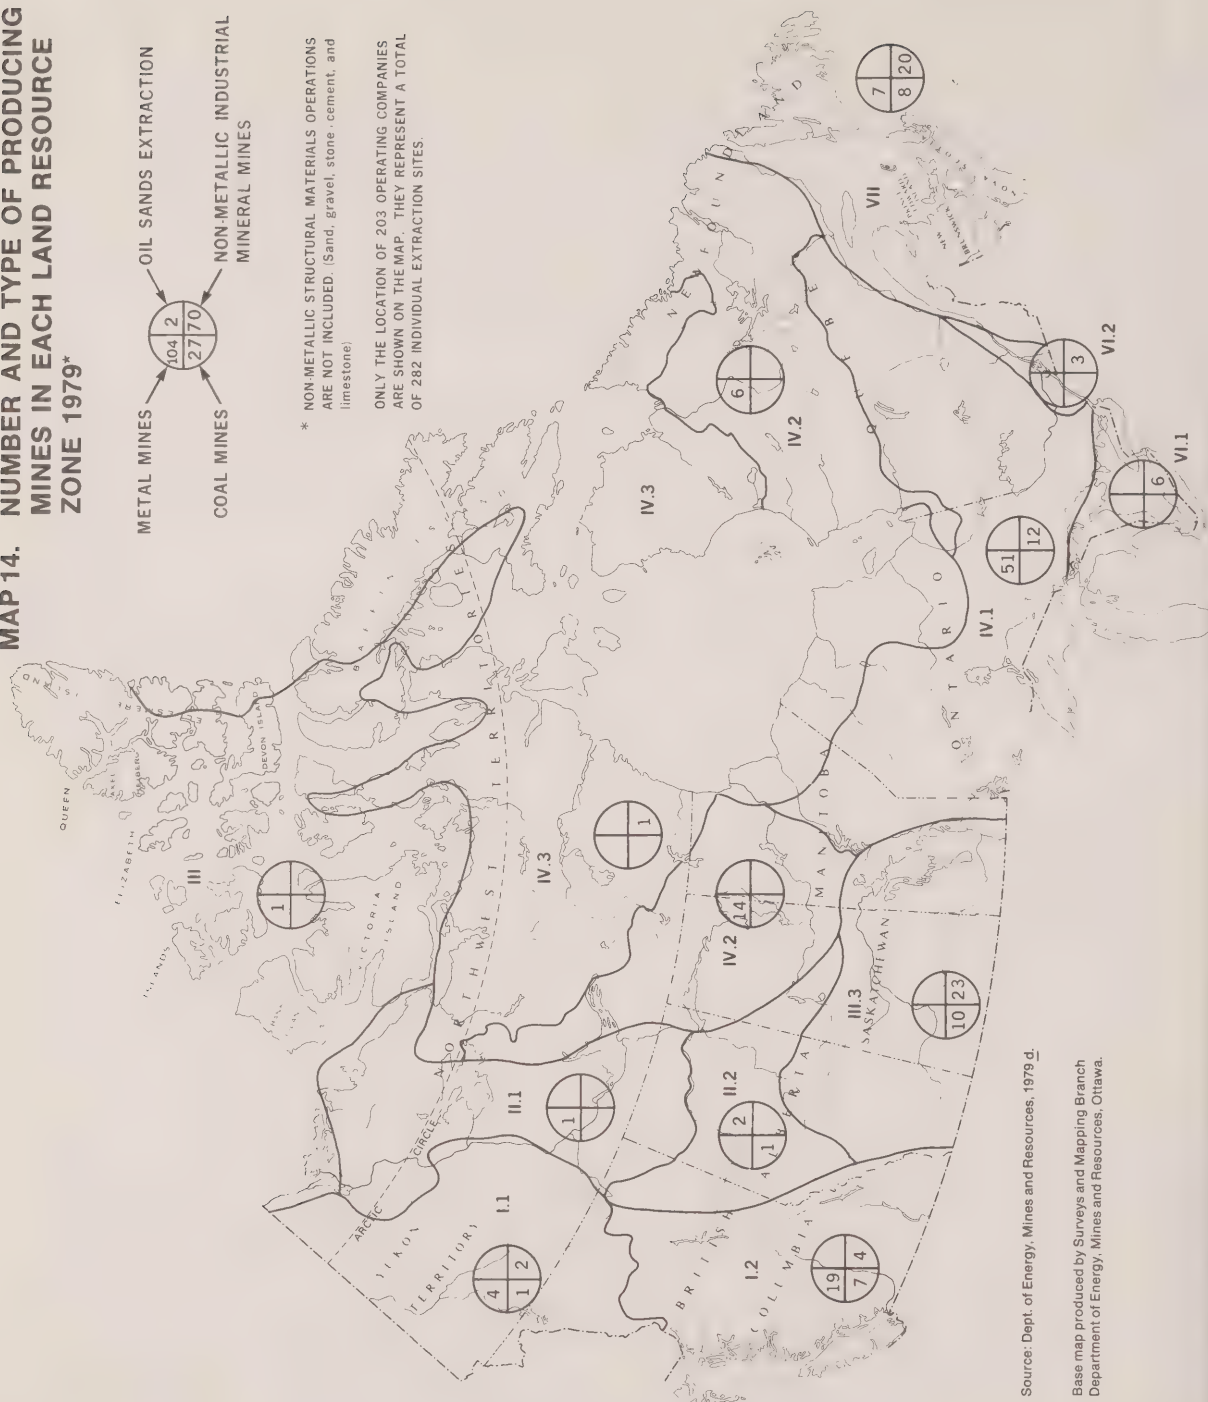 MAP 14. NUMBER AND TYPE OF PRODUCING
MINES IN EACH LAND RESOURCE
ZONE 1979*
METAL MINES
OIL SANDS EXTRACTION
COAL MINES
NON-METALLIC INDUSTRIAL
MINERAL MINES
104 2
27 70
* NON-METALLIC STRUCTURAL MATERIALS OPERATIONS
ARE NOT INCLUDED. (Sand, gravel, stone, cement, and
limestone)
ONLY THE LOCATION OF 203 OPERATING COMPANIES
ARE SHOWN ON THE MAP. THEY REPRESENT A TOTAL
OF 282 INDIVIDUAL EXTRACTION SITES.
QUEEN
ELIZABETH
ISLANDS
DEVON ISLAND
VICTORIA
ISLAND
III
1
ARCTIC
CIRCLE
TERRITORY
I.1
4
1 2
NORTHWEST TERRITORIES
II.1
1
IV.3
1
IV.3
BRITISH
COLUMBIA
I.2
19
7 4
II.2
2
1
ALBERTA
IV.2
14
SASKATCHEWAN
III.3
10 23
MANITOBA
ONTARIO
IV.1
51
12
QUEBEC
IV.2
6
NEWFOUNDLAND
VI.1
6
VI.2
3
VII
7
8 20
NEW
BRUNSWICK
Source: Dept. of Energy, Mines and Resources, 1979 d.
Base map produced by Surveys and Mapping Branch
Department of Energy, Mines and Resources, Ottawa.